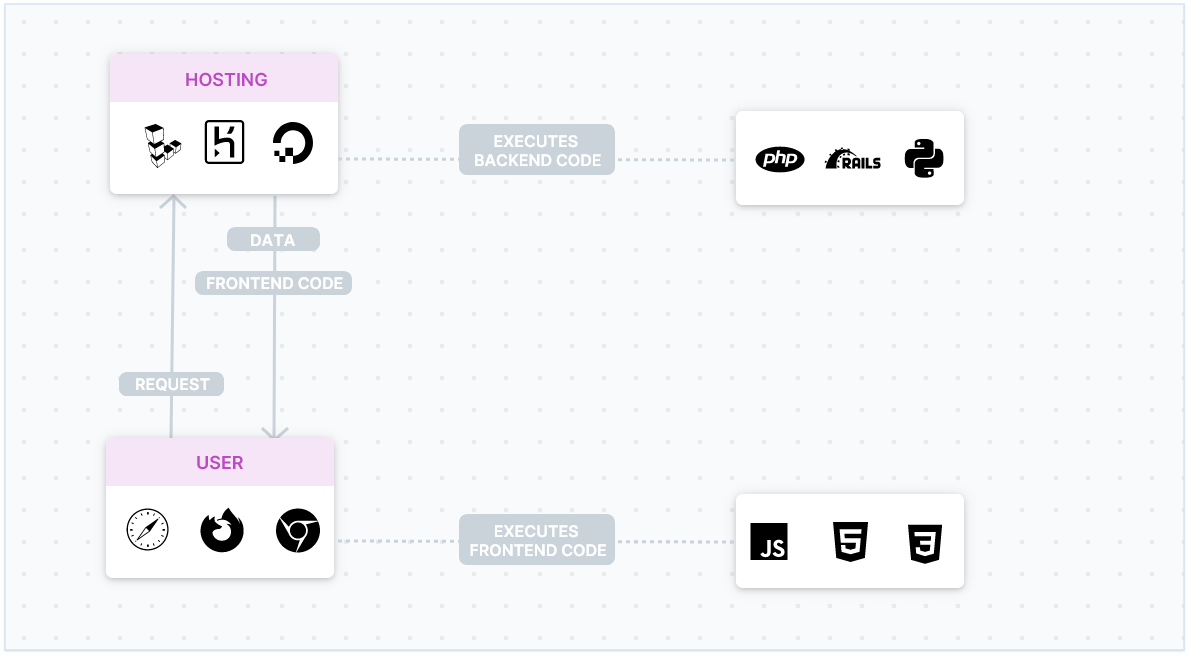 HOSTING
EXECUTES
BACKEND CODE
php
RAILS
DATA
FRONTEND CODE
REQUEST
USER
EXECUTES
FRONTEND CODE
JS
5
3